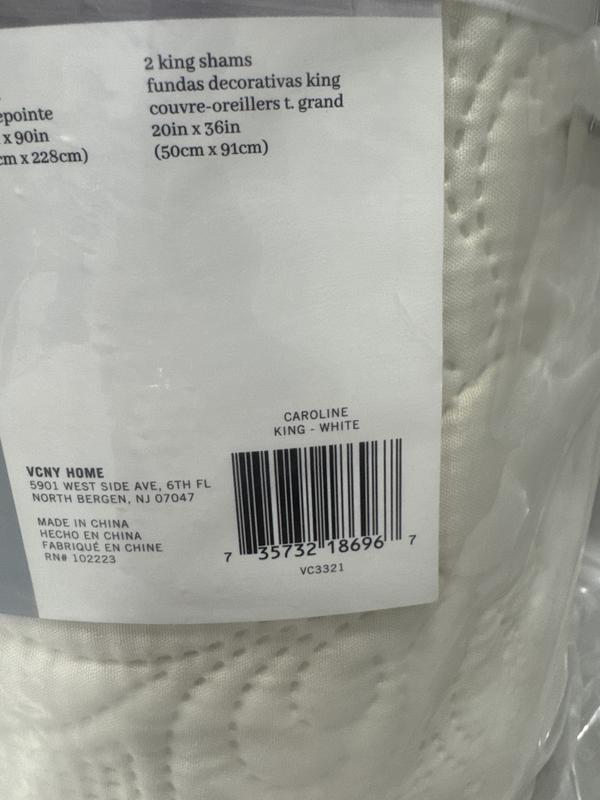 epointe
x 90in
cm x 228cm)
2 king shams
fundas decorativas king
couvre-oreillers t. grand
20in x 36in
(50cm x 91cm)
CAROLINE
KING - WHITE
VCNY HOME
5901 WEST SIDE AVE, 6TH FL
NORTH BERGEN, NJ 07047
MADE IN CHINA
HECHO EN CHINA
FABRIQUÉ EN CHINE
RN# 102223
7 35732 18696 7
VC3321